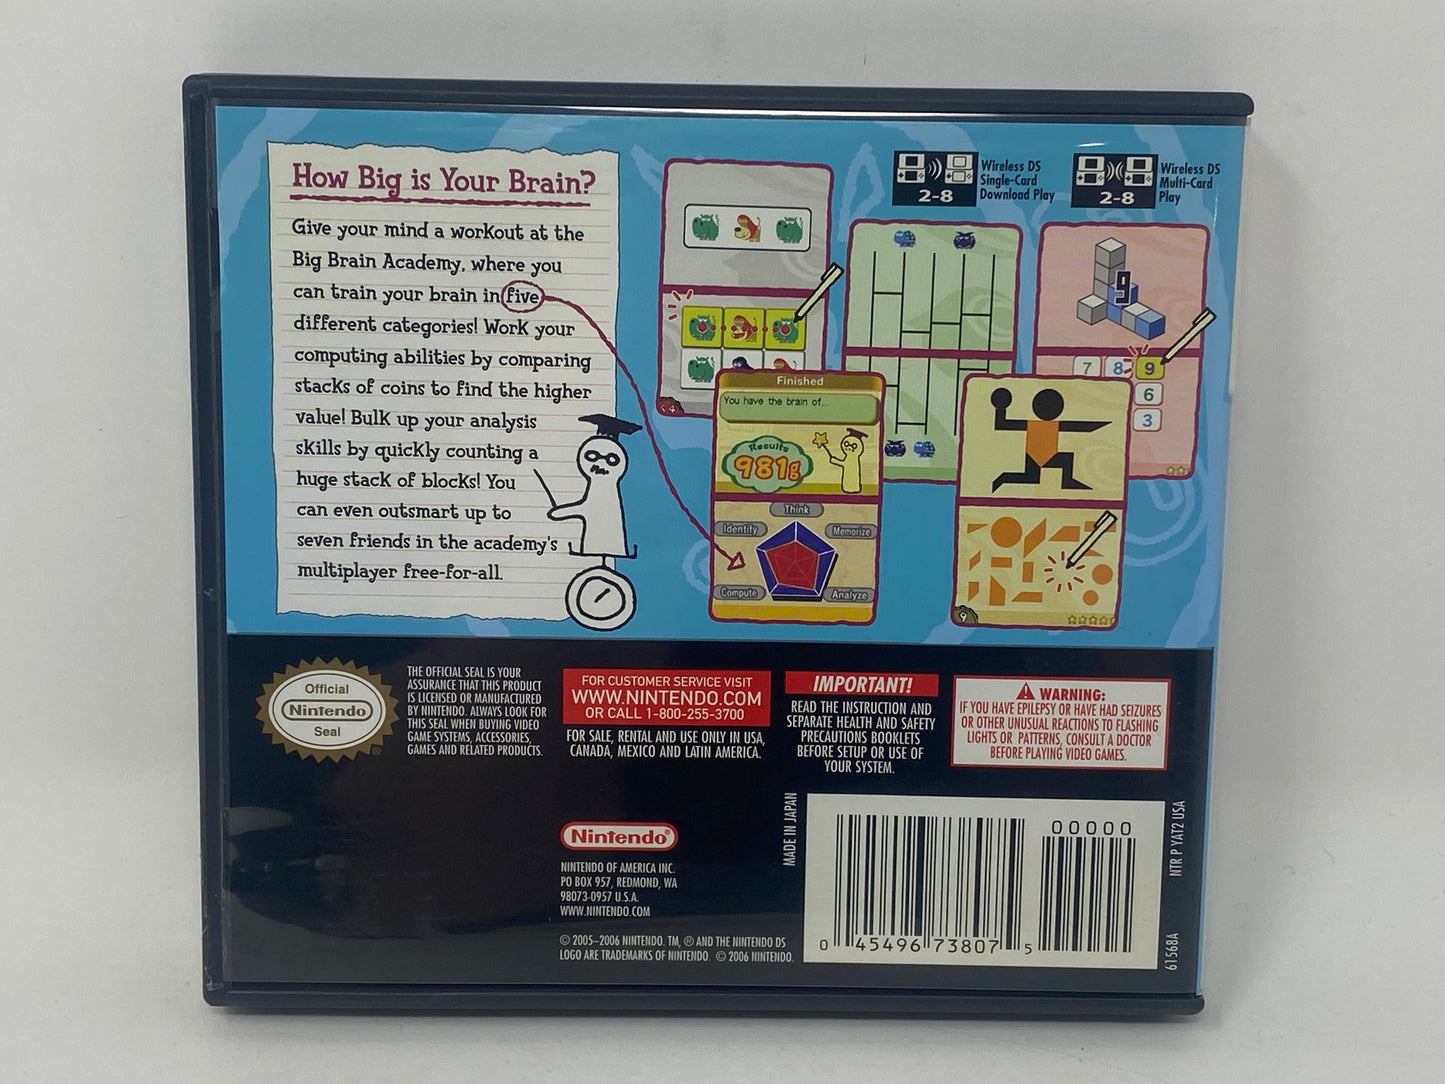 How Big is Your Brain?
Give your mind a workout at the
Big Brain Academy, where you
can train your brain in five
different categories! Work your
computing abilities by comparing
stacks of coins to find the higher
value! Bulk up your analysis
skills by quickly counting a
huge stack of blocks! You
can even outsmart up to
seven friends in the academy's
multiplayer free-for-all.
2-8
Wireless DS
Single-Card
Download Play
2-8
Wireless DS
Multi-Card
Play
9
7 8 9
6
3
Finished
You have the brain of...
Results
981g
Think
Identify
Memorize
Compute
Analyze
9
Official
Nintendo
Seal
THE OFFICIAL SEAL IS YOUR
ASSURANCE THAT THIS PRODUCT
IS LICENSED OR MANUFACTURED
BY NINTENDO. ALWAYS LOOK FOR
THIS SEAL WHEN BUYING VIDEO
GAME SYSTEMS, ACCESSORIES,
GAMES AND RELATED PRODUCTS.
FOR CUSTOMER SERVICE VISIT
WWW.NINTENDO.COM
OR CALL 1-800-255-3700
FOR SALE, RENTAL AND USE ONLY IN USA,
CANADA, MEXICO AND LATIN AMERICA.
IMPORTANT!
READ THE INSTRUCTION AND
SEPARATE HEALTH AND SAFETY
PRECAUTIONS BOOKLETS
BEFORE SETUP OR USE OF
YOUR SYSTEM.
WARNING:
IF YOU HAVE EPILEPSY OR HAVE HAD SEIZURES
OR OTHER UNUSUAL REACTIONS TO FLASHING
LIGHTS OR PATTERNS, CONSULT A DOCTOR
BEFORE PLAYING VIDEO GAMES.
Nintendo®
NINTENDO OF AMERICA INC.
PO BOX 957, REDMOND, WA
98073-0957 U.S.A.
WWW.NINTENDO.COM
© 2005–2006 NINTENDO. TM, ® AND THE NINTENDO DS
LOGO ARE TRADEMARKS OF NINTENDO. © 2006 NINTENDO.
MADE IN JAPAN
00000
0 45496 73807 5
NTR P YAT2 USA
61568A